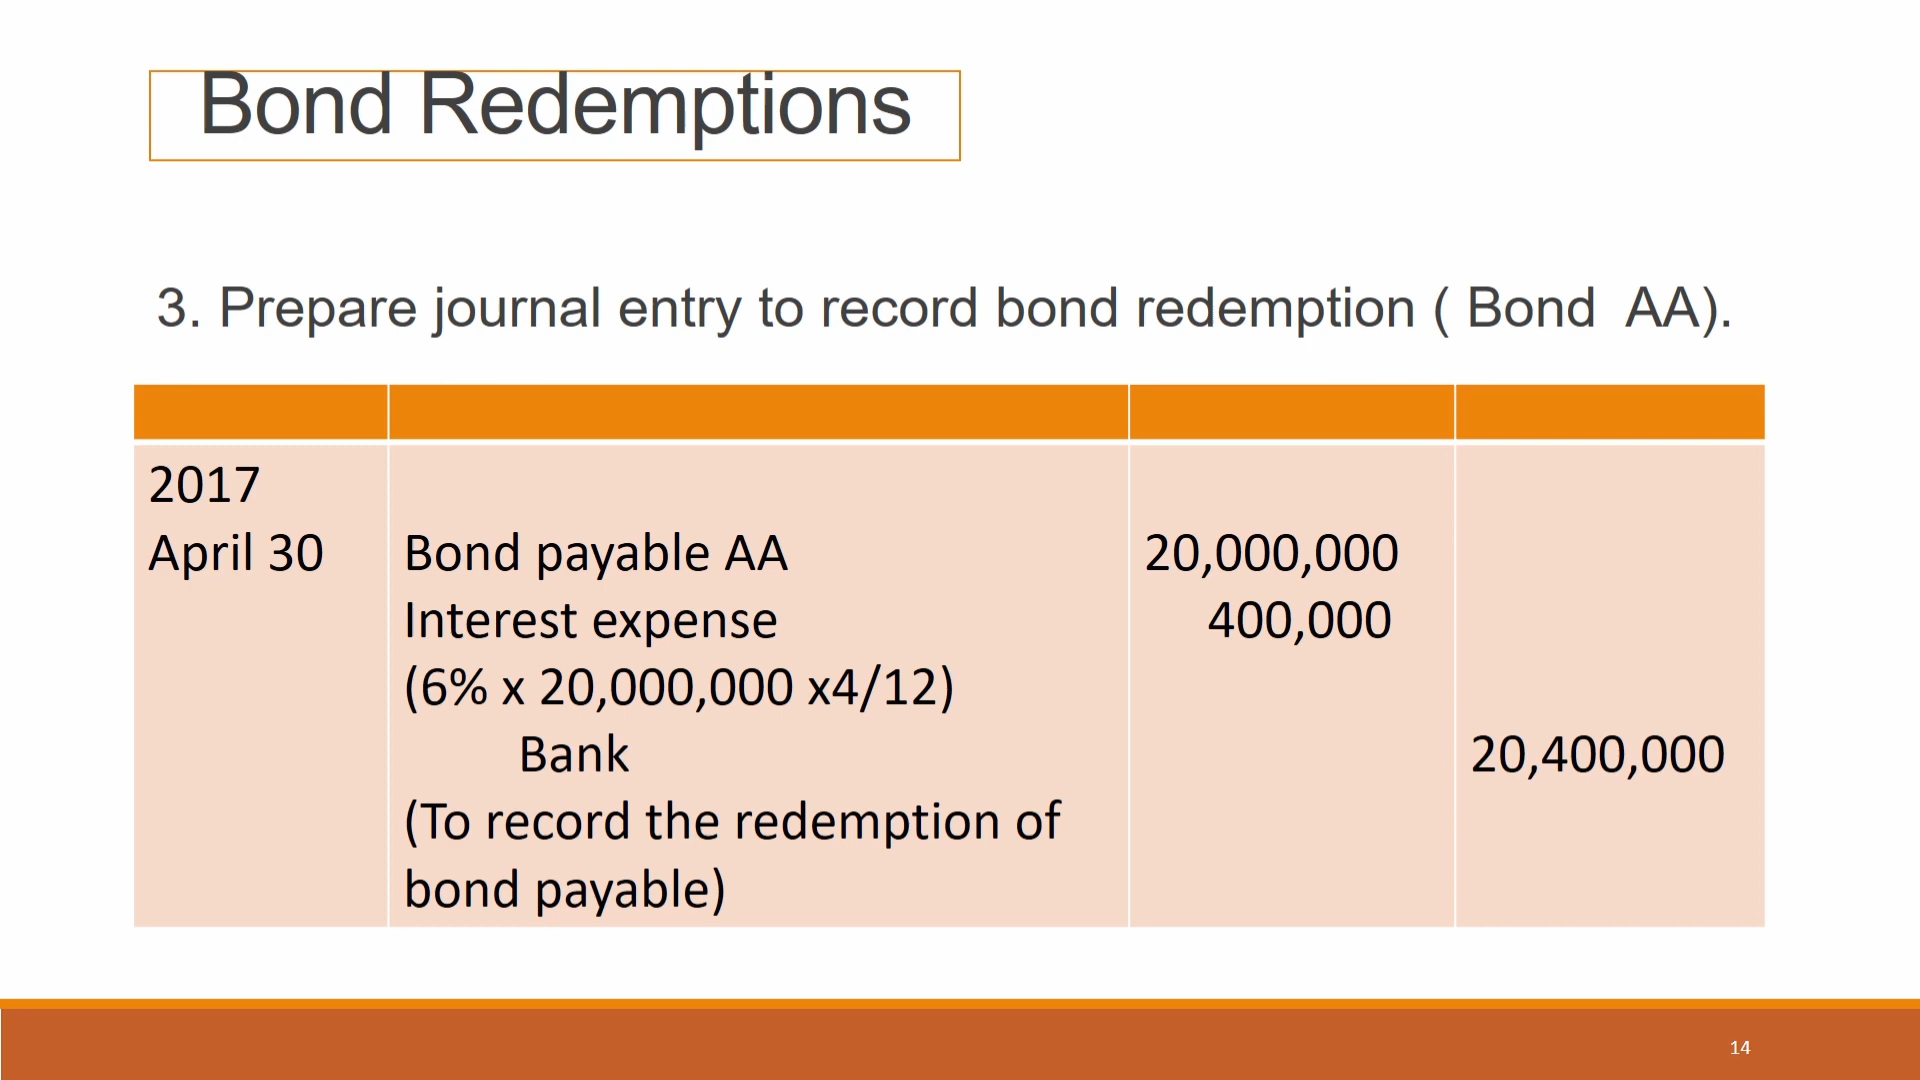 Bond Redemptions
3. Prepare journal entry to record bond redemption ( Bond  AA).
2017
April 30 Bond payable AA 20,000,000
Interest expense 400,000
(6% x 20,000,000 x4/12)
Bank 20,400,000
(To record the redemption of
bond payable)
14